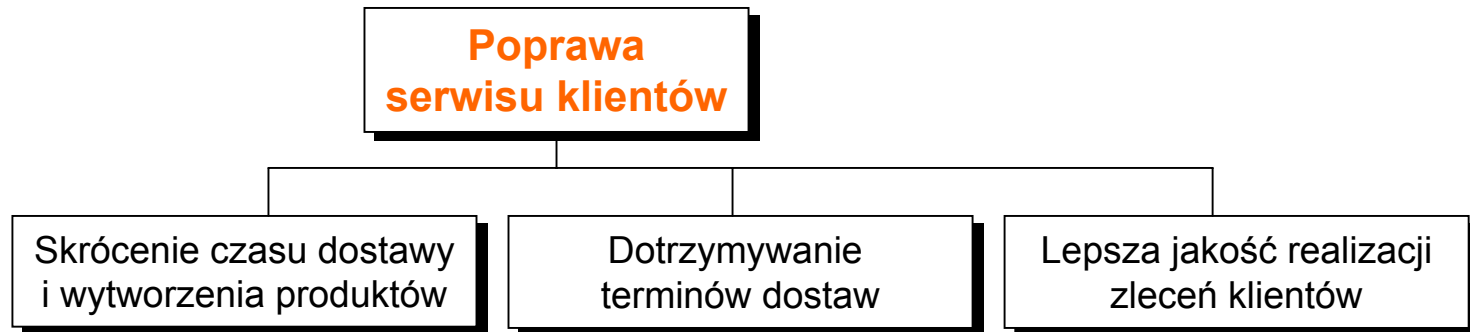 Poprawa
serwisu klientów
Skrócenie czasu dostawy
i wytworzenia produktów
Dotrzymywanie
terminów dostaw
Lepsza jakość realizacji
zleceń klientów